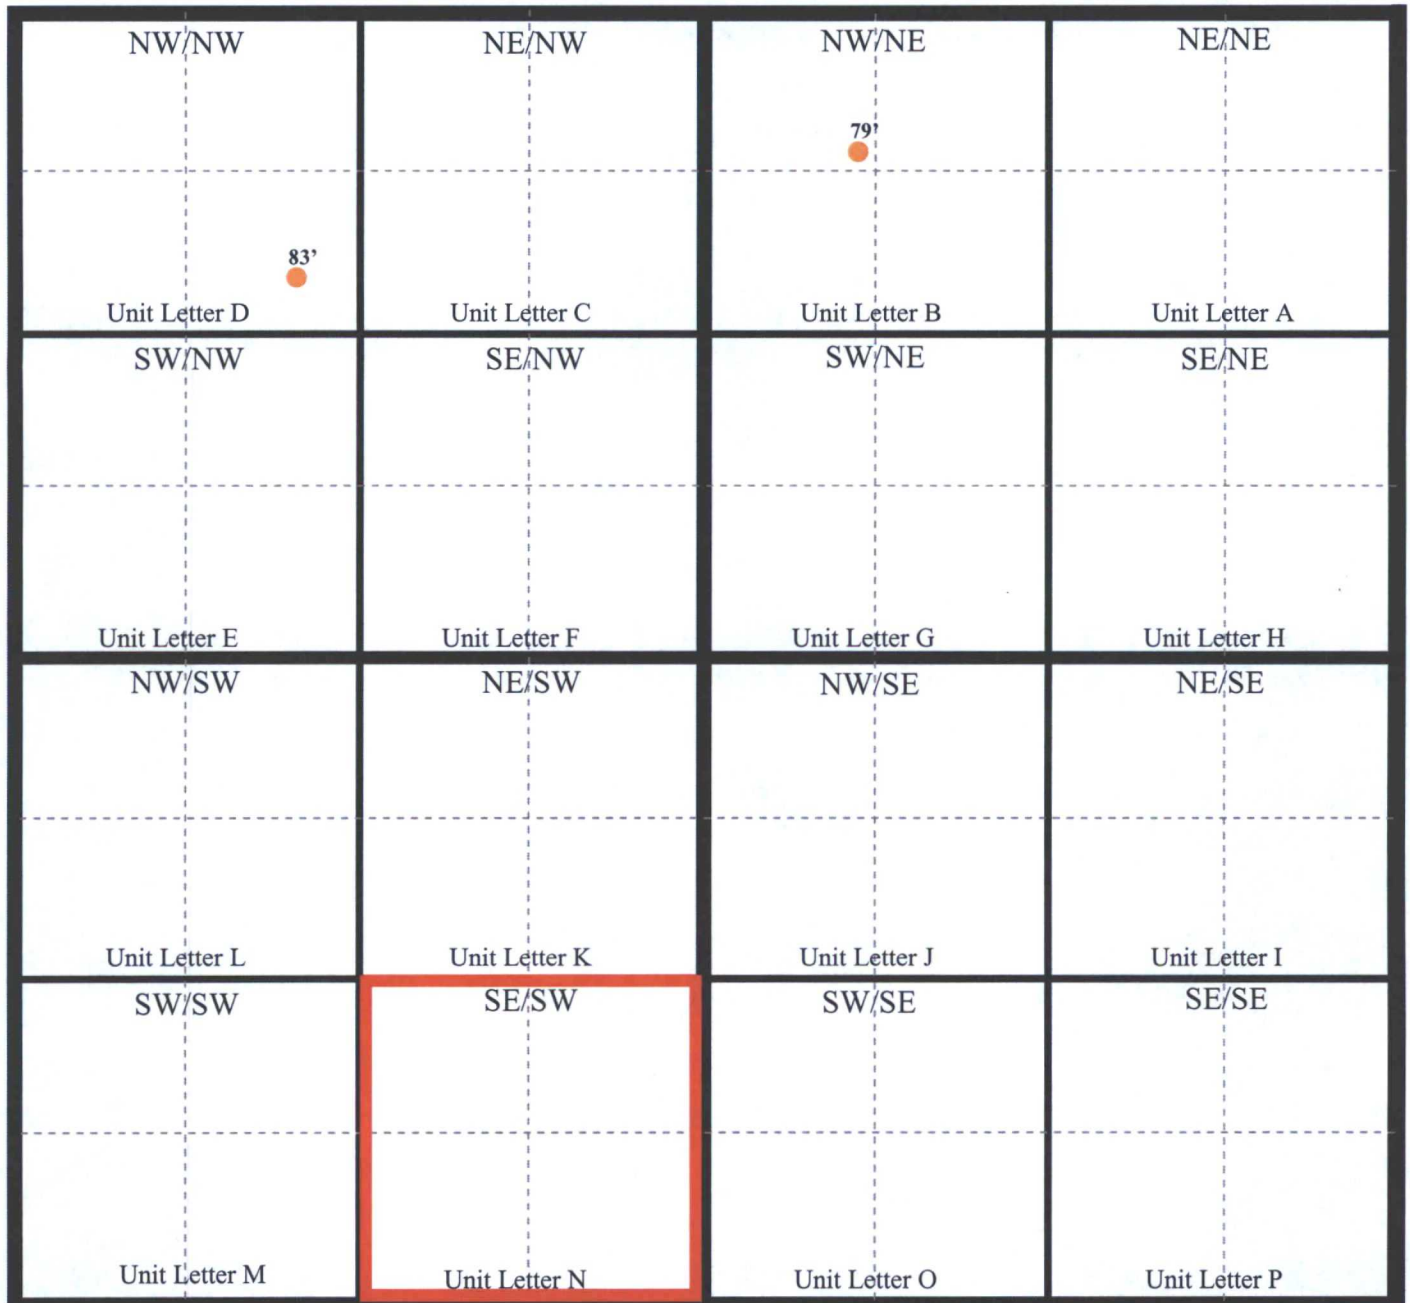 NW/NW
NE/NW
NW/NE
NE/NE
79'
83’
Unit Letter D
Unit Letter C
Unit Letter B
Unit Letter A
SW/NW
SE/NW
SW/NE
SE/NE
Unit Letter E
Unit Letter F
Unit Letter G
Unit Letter H
NW/SW
NE/SW
NW/SE
NE/SE
Unit Letter L
Unit Letter K
Unit Letter J
Unit Letter I
SW/SW
SE/SW
SW/SE
SE/SE
Unit Letter M
Unit Letter N
Unit Letter O
Unit Letter P